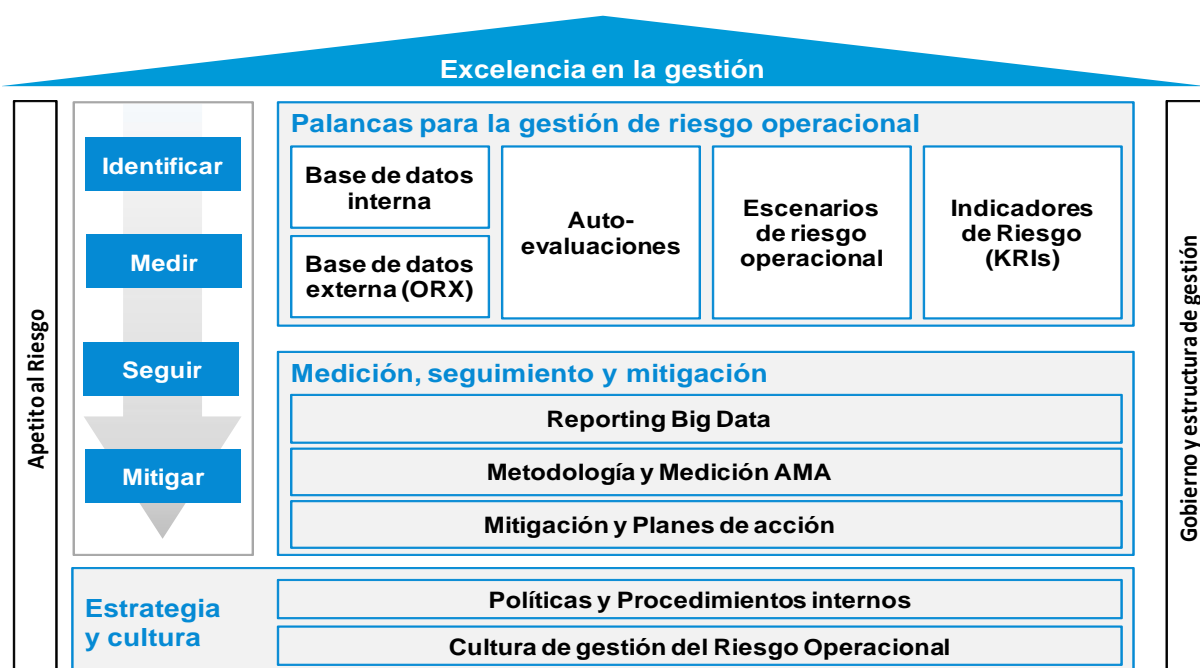 Excelencia en la gestión
Apetito al Riesgo
Identificar
Medir
Seguir
Mitigar
Palancas para la gestión de riesgo operacional
Base de datos
interna
Base de datos
externa (ORX)
Auto-
evaluaciones
Escenarios
de riesgo
operacional
Indicadores
de Riesgo
(KRIs)
Medición, seguimiento y mitigación
Reporting Big Data
Metodología y Medición AMA
Mitigación y Planes de acción
Estrategia
y cultura
Políticas y Procedimientos internos
Cultura de gestión del Riesgo Operacional
Gobierno y estructura de gestión